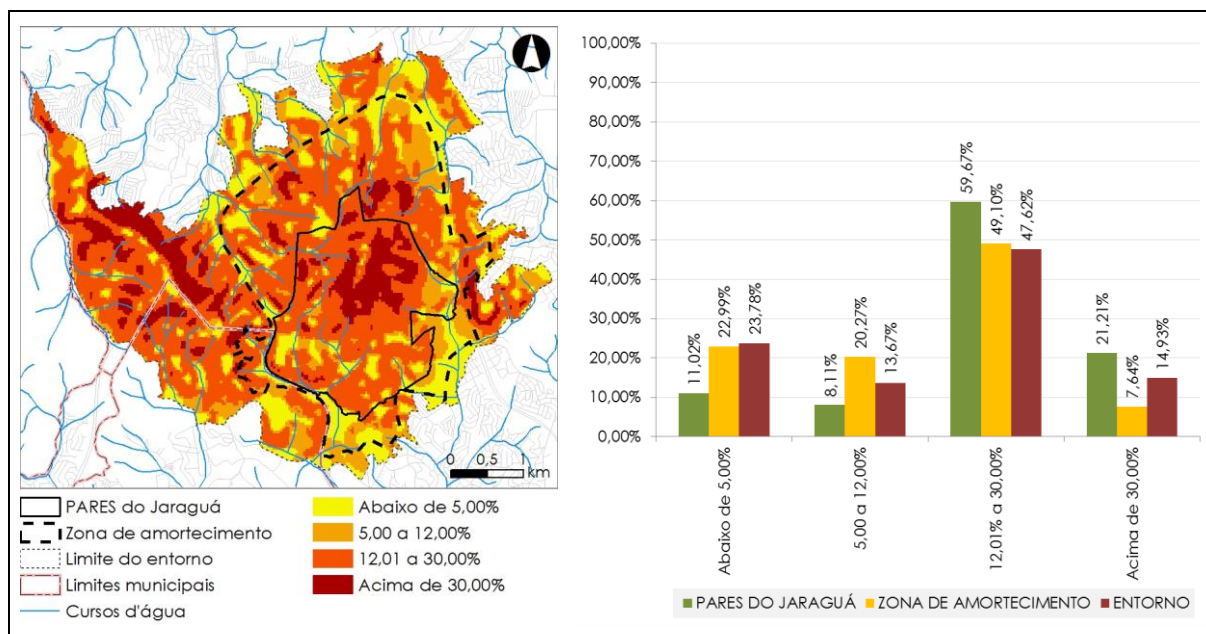 0 0,5 1
km
PARES do Jaraguá
Zona de amortecimento
Limite do entorno
Limites municipais
Cursos d'água
Abaixo de 5,00%
5,00 a 12,00%
12,01 a 30,00%
Acima de 30,00%
100,00%
90,00%
80,00%
70,00%
60,00%
50,00%
40,00%
30,00%
20,00%
10,00%
0,00%
11,02%
22,99%
23,78%
8,11%
20,27%
13,67%
59,67%
49,10%
47,62%
21,21%
7,64%
14,93%
Abaixo de 5,00%
5,00 a 12,00%
12,01% a 30,00%
Acima de 30,00%
PARES DO JARAGUÁ ZONA DE AMORTECIMENTO ENTORNO